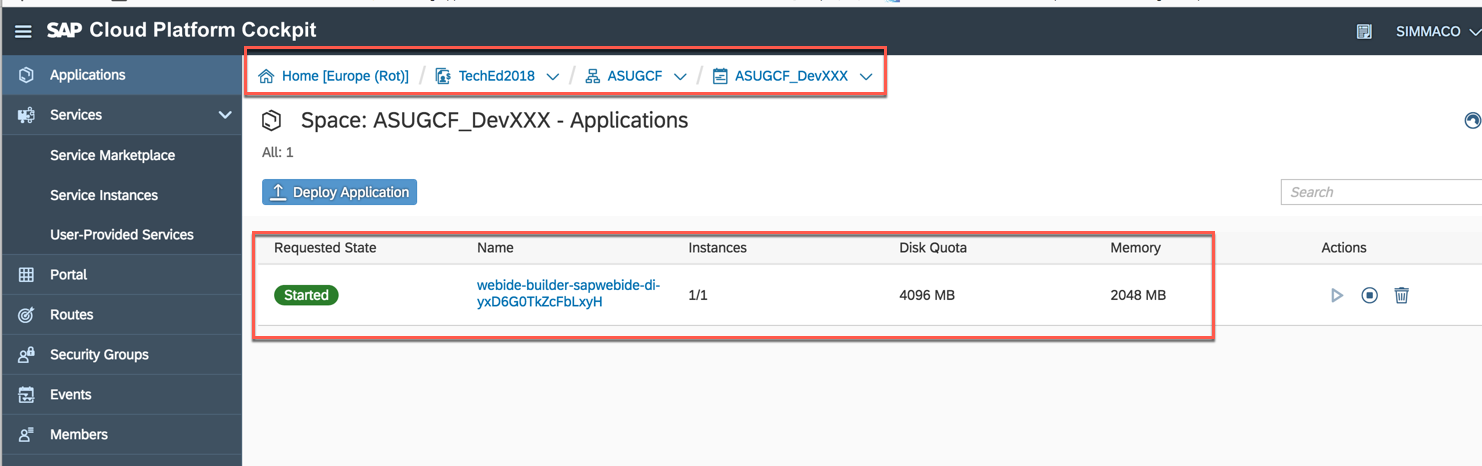 SAP Cloud Platform Cockpit
SIMMACO
Applications
Services
Service Marketplace
Service Instances
User-Provided Services
Portal
Routes
Security Groups
Events
Members
Home [Europe (Rot)] / TechEd2018 / ASUGCF / ASUGCF_DevXXX
Space: ASUGCF_DevXXX - Applications
All: 1
Deploy Application
Search
Requested State Name Instances Disk Quota Memory Actions
Started webide-builder-sapwebide-di- 1/1 4096 MB 2048 MB
yxD6G0TkZcFbLxyH